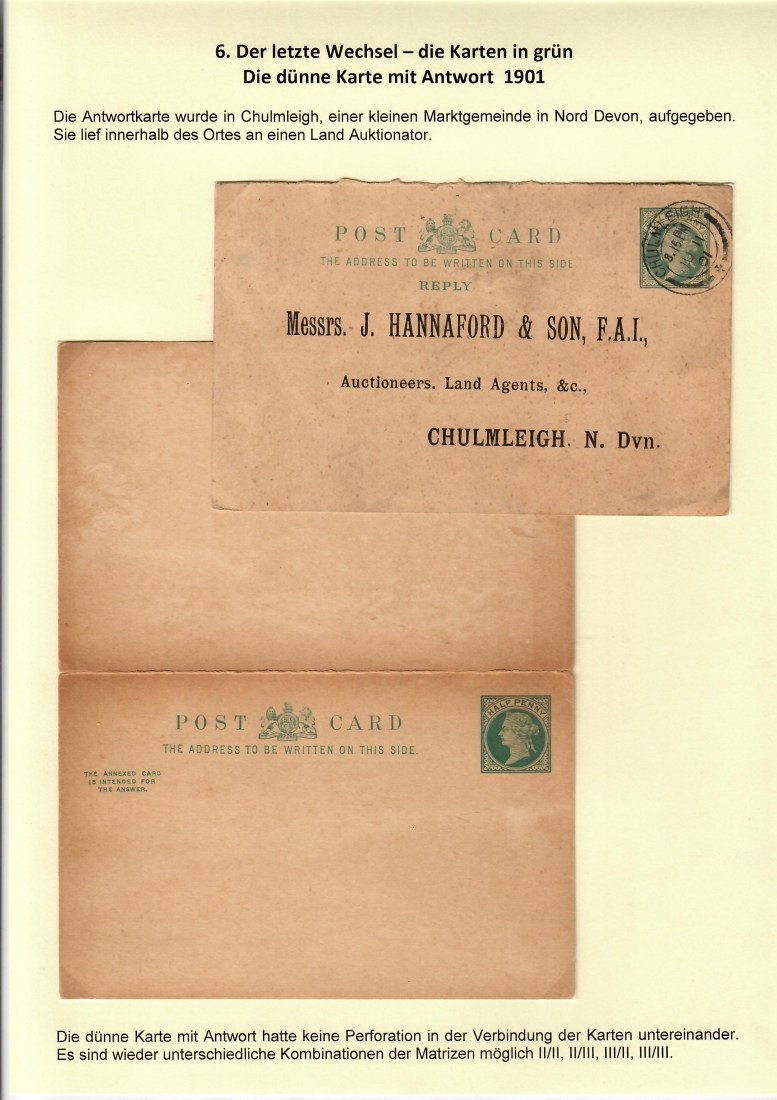 6. Der letzte Wechsel – die Karten in grün
Die dünne Karte mit Antwort  1901
Die Antwortkarte wurde in Chulmleigh, einer kleinen Marktgemeinde in Nord Devon, aufgegeben.
Sie lief innerhalb des Ortes an einen Land Auktionator.
POST CARD
THE ADDRESS TO BE WRITTEN ON THIS SIDE
REPLY
CHULMLEIGH
8.15PM
01
Messrs. J. HANNAFORD & SON, F.A.I.,
Auctioneers. Land Agents, &c.,
CHULMLEIGH. N. Dvn.
POST CARD
THE ADDRESS TO BE WRITTEN ON THIS SIDE.
HALF PENNY
THE ANNEXED CARD
IS INTENDED FOR
THE ANSWER.
Die dünne Karte mit Antwort hatte keine Perforation in der Verbindung der Karten untereinander.
Es sind wieder unterschiedliche Kombinationen der Matrizen möglich II/II, II/III, III/II, III/III.